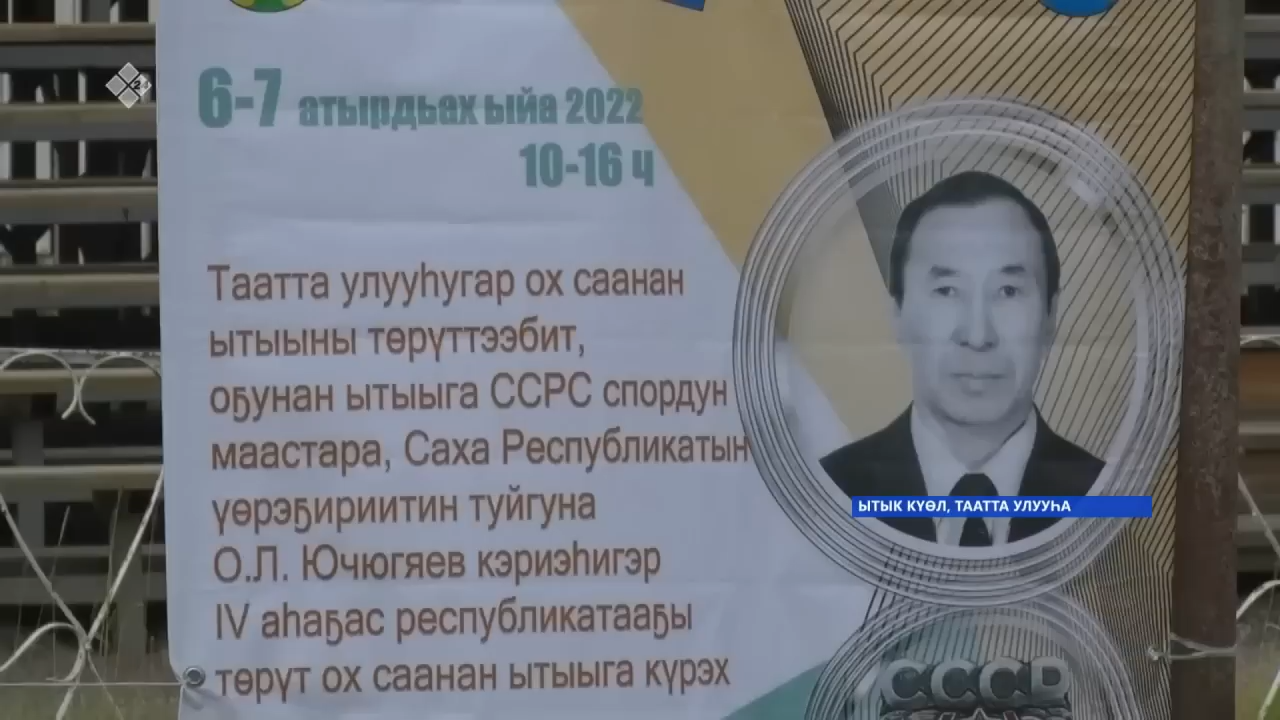 6-7 атырдьах ыйа 2022
10-16 ч
Таатта улууһугар ох саанан
ытыыны төрүттээбит,
оҕунан ытыыга ССРС спордун
маастара, Саха Республикатын
үөрэҕириитин туйгуна
О.Л. Ючюгяев кэриэһигэр
IV аһаҕас республикатааҕы
төрүт ох саанан ытыыга күрэх
ЫТЫК КҮӨЛ, ТААТТА УЛУУҺА
СССР